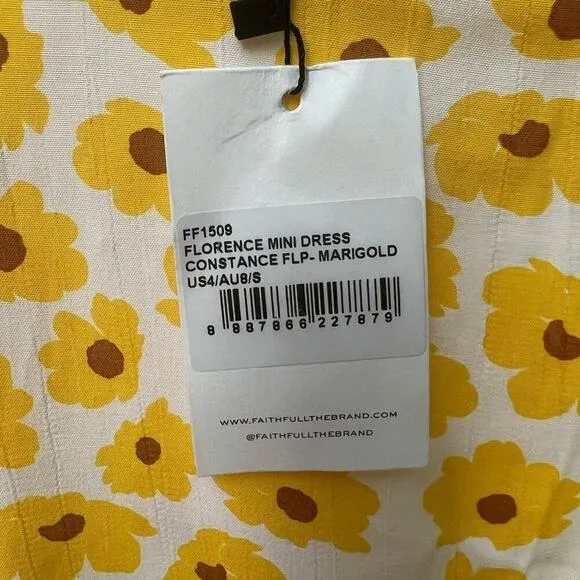 FF1509
FLORENCE MINI DRESS
CONSTANCE FLP- MARIGOLD
US4/AU8/S
8 887866 227879
WWW.FAITHFULLTHEBRAND.COM
@FAITHFULLTHEBRAND